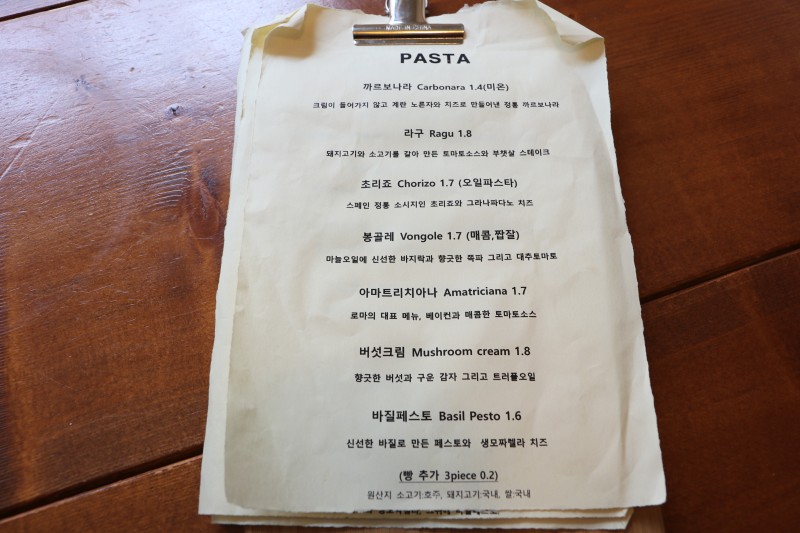 MADE IN CHINA
PASTA
까르보나라 Carbonara 1.4(미온)
크림이 들어가지 않고 계란 노른자와 치즈로 만들어낸 정통 까르보나라
라구 Ragu 1.8
돼지고기와 소고기를 갈아 만든 토마토소스와 부챗살 스테이크
초리죠 Chorizo 1.7 (오일파스타)
스페인 정통 소시지인 초리죠와 그라나파다노 치즈
봉골레 Vongole 1.7 (매콤,짭잘)
마늘오일에 신선한 바지락과 향긋한 쪽파 그리고 대추토마토
아마트리치아나 Amatriciana 1.7
로마의 대표 메뉴, 베이컨과 매콤한 토마토소스
버섯크림 Mushroom cream 1.8
향긋한 버섯과 구운 감자 그리고 트러플오일
바질페스토 Basil Pesto 1.6
신선한 바질로 만든 페스토와 생모짜렐라 치즈
(빵 추가 3piece 0.2)
원산지 소고기:호주, 돼지고기:국내, 쌀:국내